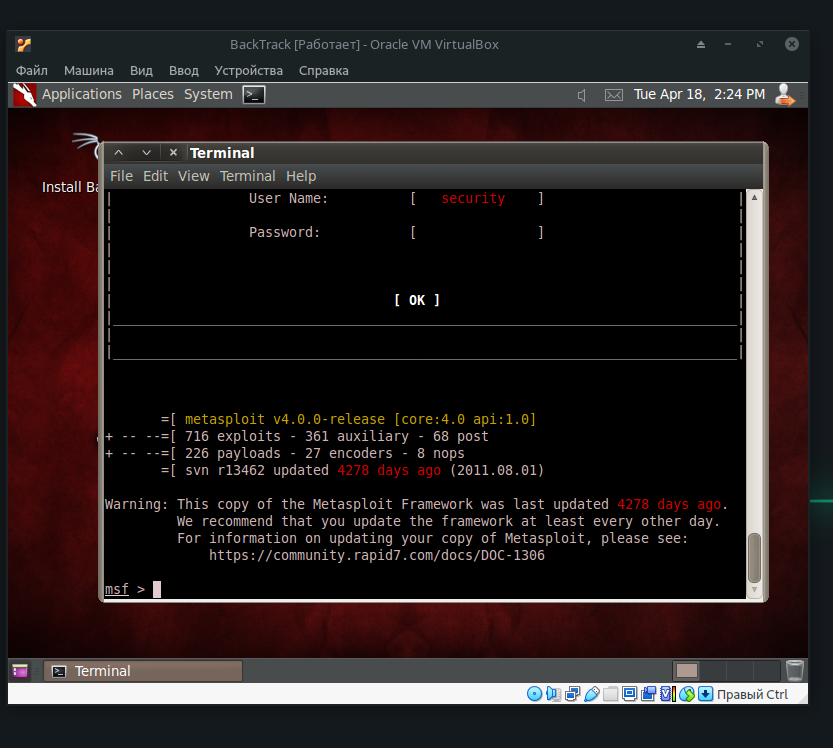 BackTrack [Работает] - Oracle VM VirtualBox
Файл Машина Вид Ввод Устройства Справка
Applications Places System >_ Tue Apr 18, 2:24 PM
Install Ba
Terminal
File Edit View Terminal Help
User Name: [ security ]
Password: [ ]
[ OK ]
=[ metasploit v4.0.0-release [core:4.0 api:1.0]
+ -- --=[ 716 exploits - 361 auxiliary - 68 post
+ -- --=[ 226 payloads - 27 encoders - 8 nops
=[ svn r13462 updated 4278 days ago (2011.08.01)
Warning: This copy of the Metasploit Framework was last updated 4278 days ago.
We recommend that you update the framework at least every other day.
For information on updating your copy of Metasploit, please see:
https://community.rapid7.com/docs/DOC-1306
msf >
Terminal
Правый Ctrl